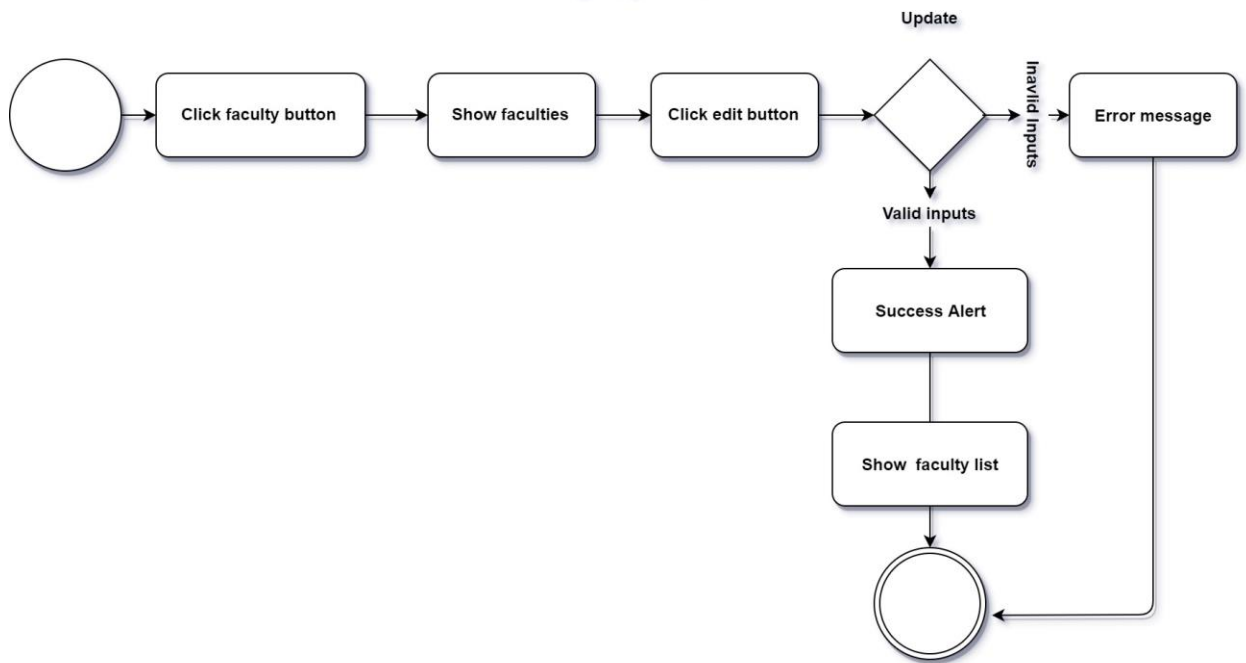 Update
Click faculty button
Show faculties
Click edit button
Inavlid Inputs
Error message
Valid inputs
Success Alert
Show faculty list